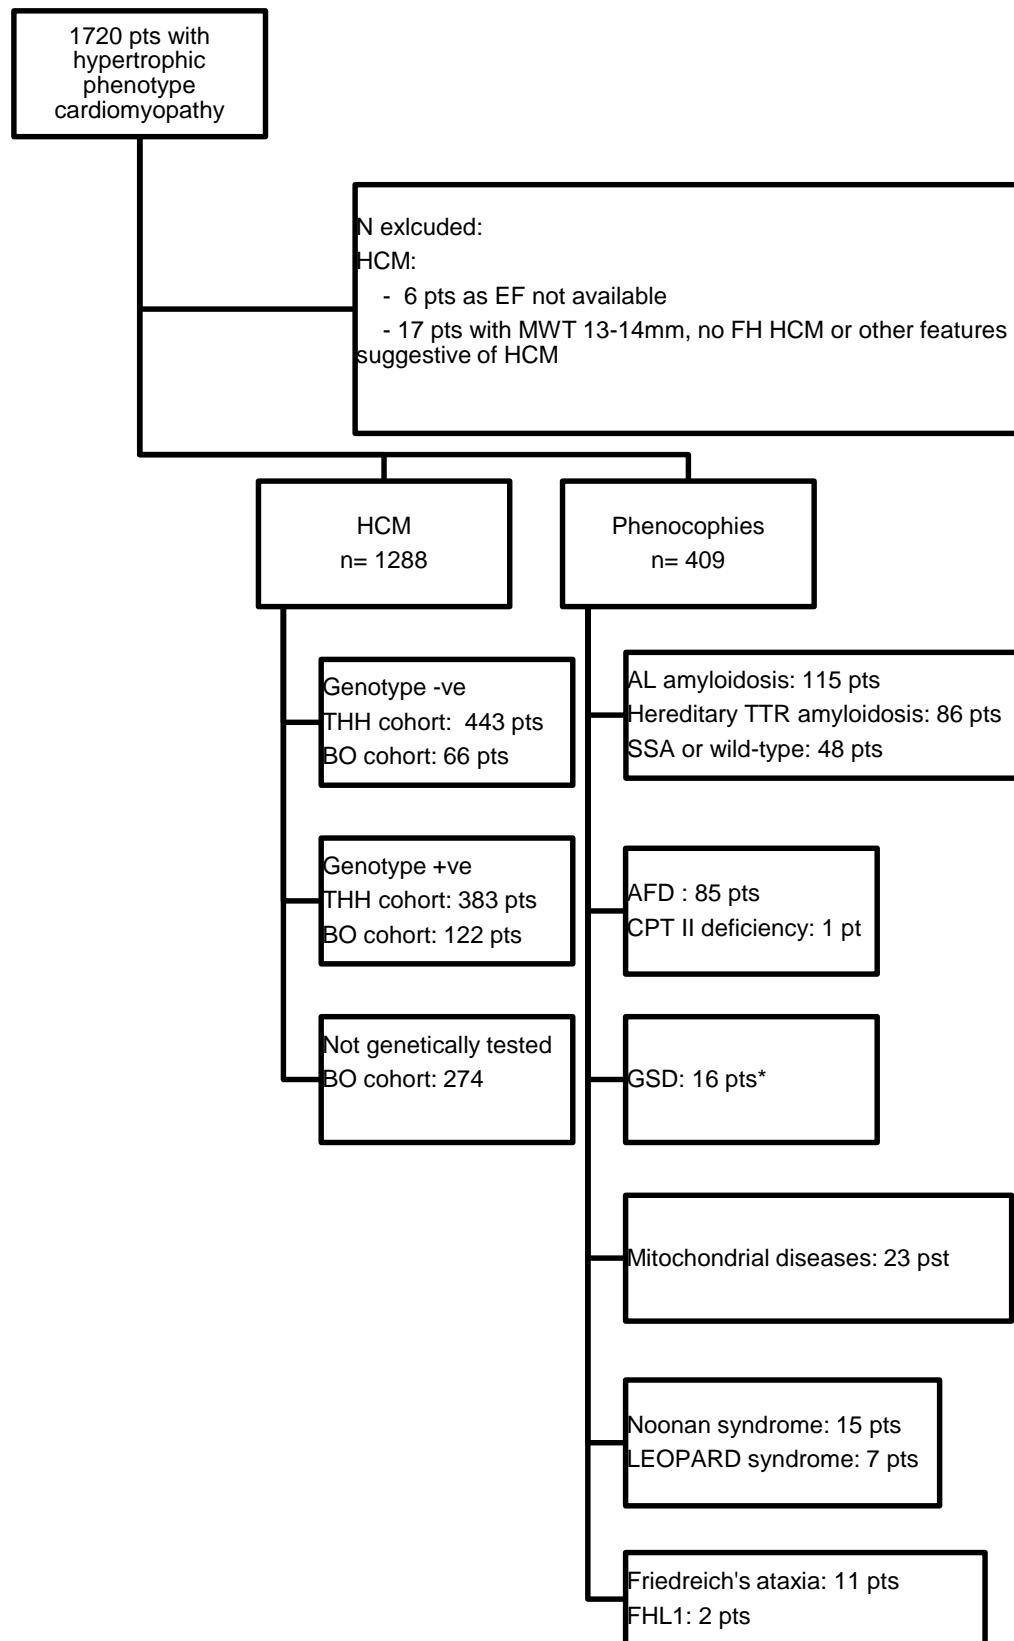 1720 pts with
hypertrophic
phenotype
cardiomyopathy
N exlcuded:
HCM:
- 6 pts as EF not available
- 17 pts with MWT 13-14mm, no FH HCM or other features
suggestive of HCM
HCM
n= 1288
Phenocophies
n= 409
Genotype -ve
THH cohort: 443 pts
BO cohort: 66 pts
Genotype +ve
THH cohort: 383 pts
BO cohort: 122 pts
Not genetically tested
BO cohort: 274
AL amyloidosis: 115 pts
Hereditary TTR amyloidosis: 86 pts
SSA or wild-type: 48 pts
AFD : 85 pts
CPT II deficiency: 1 pt
GSD: 16 pts*
Mitochondrial diseases: 23 pst
Noonan syndrome: 15 pts
LEOPARD syndrome: 7 pts
Friedreich's ataxia: 11 pts
FHL1: 2 pts